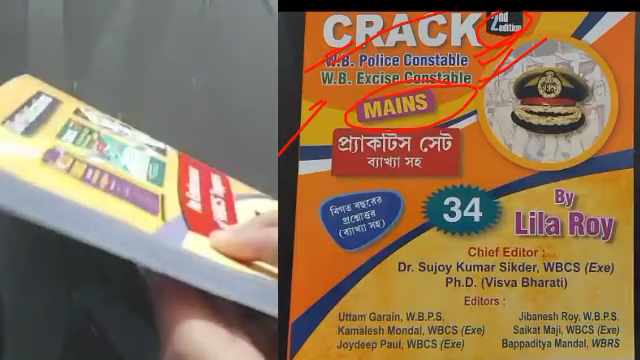 CRACK
2nd edition
W.B. Police Constable
W.B. Excise Constable
MAINS
প্র্যাকটিস সেট
ব্যাখ্যা সহ
বিগত বছরের
প্রশ্নোত্তর
(ব্যাখ্যা সহ)
34
By
Lila Roy
Chief Editor :
Dr. Sujoy Kumar Sikder, WBCS (Exe)
Ph.D. (Visva Bharati)
Editors :
Uttam Garain, W.B.P.S.
Kamalesh Mondal, WBCS (Exe)
Joydeep Paul, WBCS (Exe)
Jibanesh Roy, W.B.P.S.
Saikat Maji, WBCS (Exe)
Bappaditya Mandal, WBRS